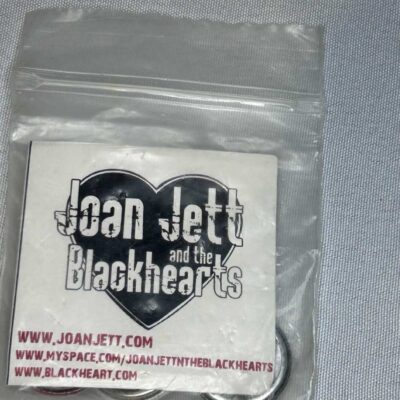 Joan Jett
and the
Blackhearts
WWW.JOANJETT.COM
WWW.MYSPACE.COM/JOANJETTNTHEBLACKHEARTS
WWW.BLACKHEART.COM